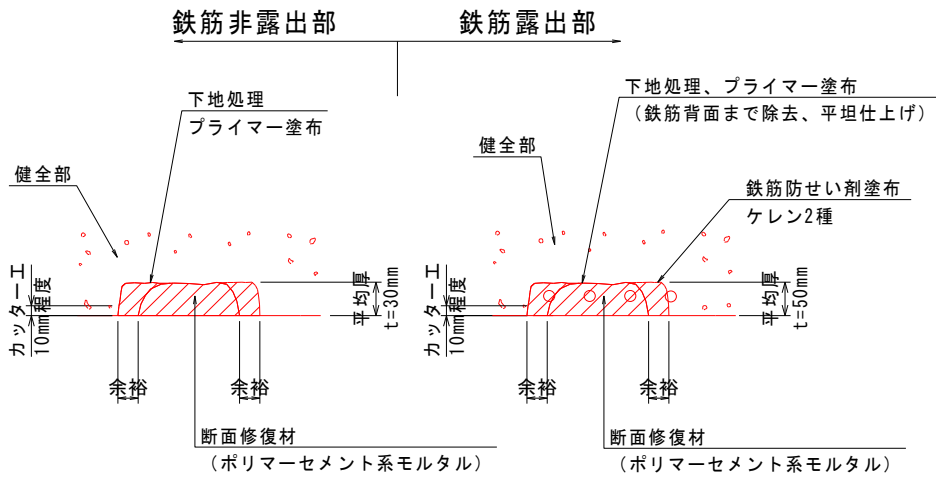 鉄筋非露出部
鉄筋露出部
下地処理
プライマー塗布
健全部
カッター工
10mm程度
平均厚
t=30mm
余裕
余裕
断面修復材
(ポリマーセメント系モルタル)
下地処理、プライマー塗布
(鉄筋背面まで除去、平坦仕上げ)
健全部
鉄筋防せい剤塗布
ケレン2種
カッター工
10mm程度
平均厚
t=50mm
余裕
余裕
断面修復材
(ポリマーセメント系モルタル)